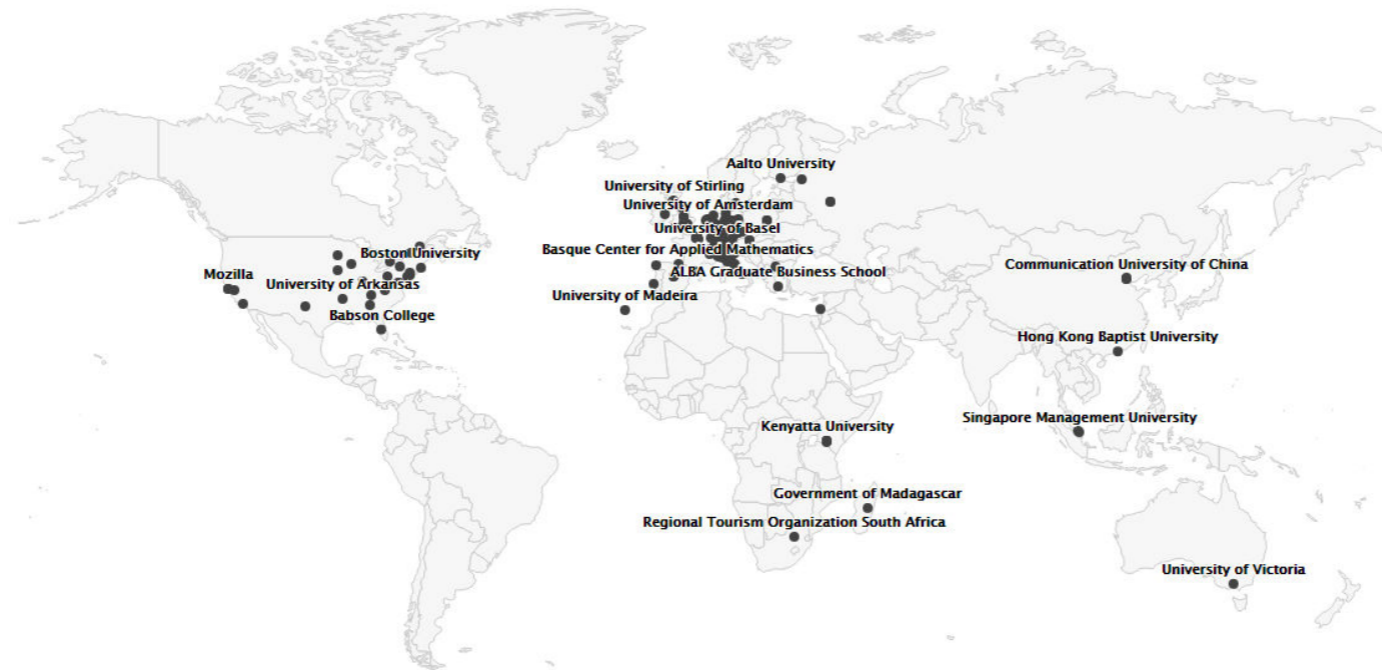 Aalto University
University of Stirling
University of Amsterdam
University of Basel
Boston University
Basque Center for Applied Mathematics
Communication University of China
Mozilla
ALBA Graduate Business School
University of Arkansas
University of Madeira
Babson College
Hong Kong Baptist University
Singapore Management University
Kenyatta University
Government of Madagascar
Regional Tourism Organization South Africa
University of Victoria